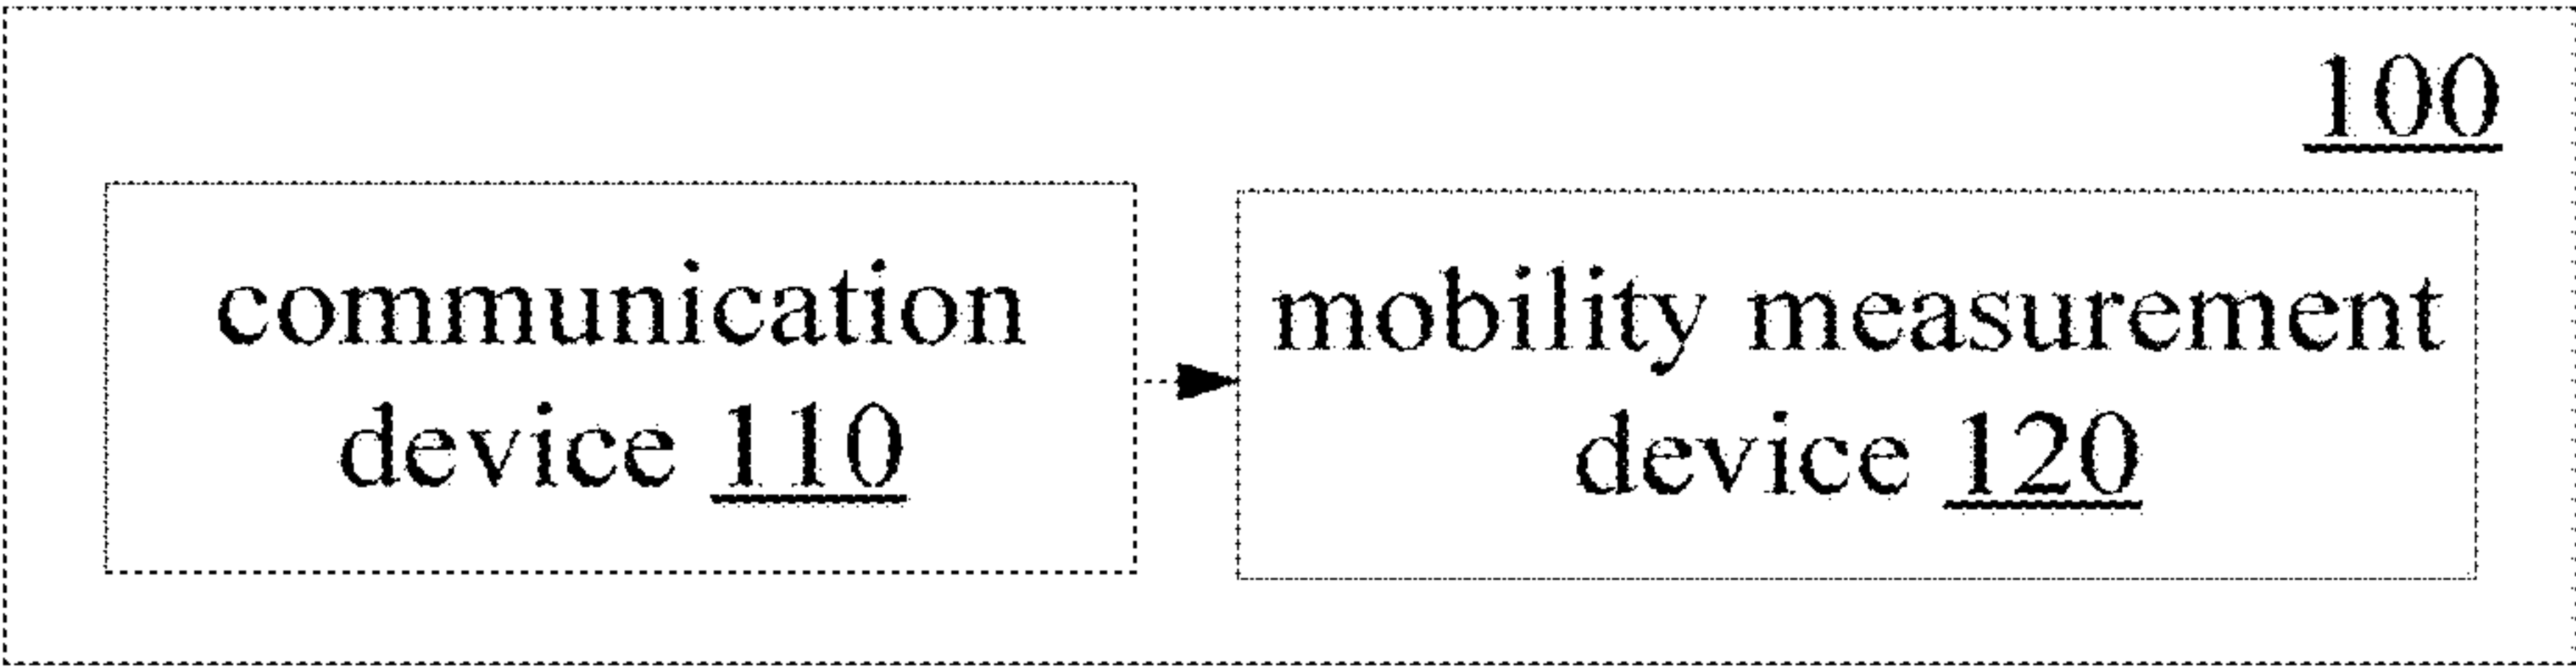 100
communication
device 110
mobility measurement
device 120